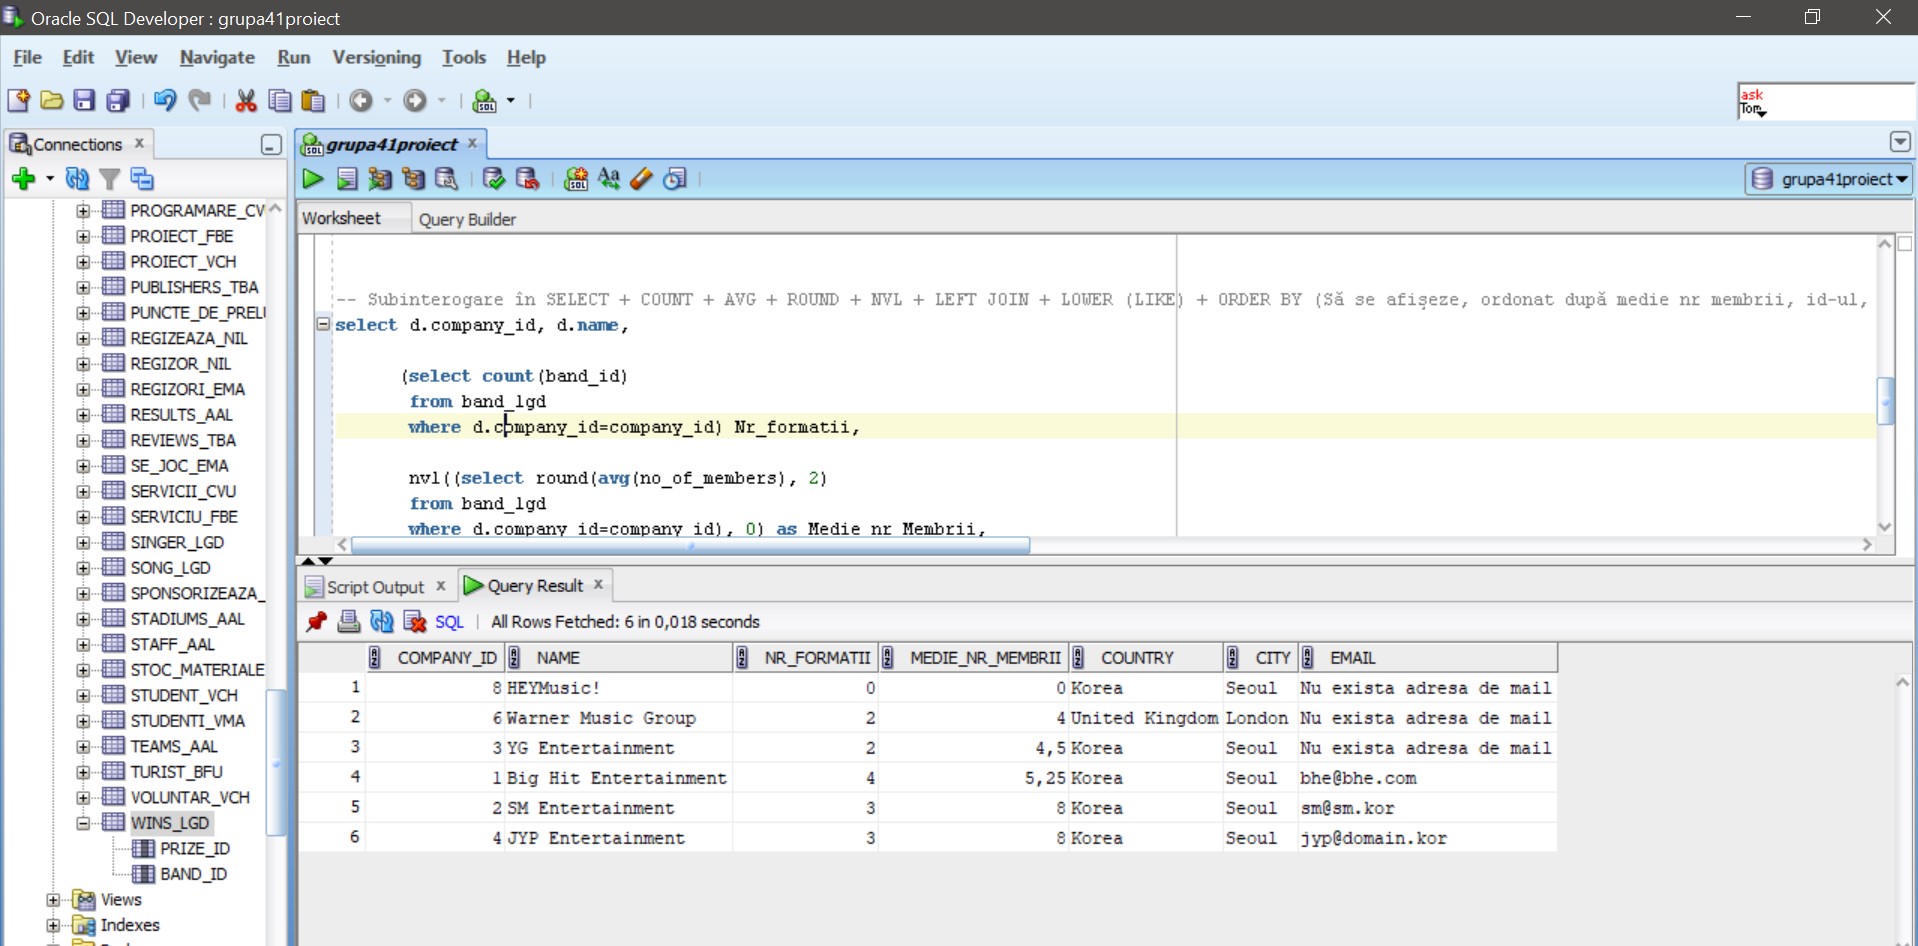 Oracle SQL Developer : grupa41proiect
File Edit View Navigate Run Versioning Tools Help
ask
Tom
Connections
grupa41proiect
grupa41proiect
PROGRAMARE_CV
PROIECT_FBE
PROIECT_VCH
PUBLISHERS_TBA
PUNCTE_DE_PREL
REGIZEAZA_NIL
REGIZOR_NIL
REGIZORI_EMA
RESULTS_AAL
REVIEWS_TBA
SE_JOC_EMA
SERVICII_CVU
SERVICIU_FBE
SINGER_LGD
SONG_LGD
SPONSORIZEAZA_
STADIUMS_AAL
STAFF_AAL
STOC_MATERIALE
STUDENT_VCH
STUDENTI_VMA
TEAMS_AAL
TURIST_BFU
VOLUNTAR_VCH
WINS_LGD
PRIZE_ID
BAND_ID
Views
Indexes
Worksheet Query Builder
-- Subinterogare în SELECT + COUNT + AVG + ROUND + NVL + LEFT JOIN + LOWER (LIKE) + ORDER BY (Să se afișeze, ordonat după medie nr membrii, id-ul,
select d.company_id, d.name,
(select count(band_id)
from band_lgd
where d.company_id=company_id) Nr_formatii,
nvl((select round(avg(no_of_members), 2)
from band_lgd
where d.company_id=company_id), 0) as Medie_nr_Membrii,
Script Output Query Result
SQL All Rows Fetched: 6 in 0,018 seconds
COMPANY_ID NAME NR_FORMATII MEDIE_NR_MEMBRII COUNTRY CITY EMAIL
1 8 HEYMusic! 0 0 Korea Seoul Nu exista adresa de mail
2 6 Warner Music Group 2 4 United Kingdom London Nu exista adresa de mail
3 3 YG Entertainment 2 4,5 Korea Seoul Nu exista adresa de mail
4 1 Big Hit Entertainment 4 5,25 Korea Seoul bhe@bhe.com
5 2 SM Entertainment 3 8 Korea Seoul sm@sm.kor
6 4 JYP Entertainment 3 8 Korea Seoul jyp@domain.kor